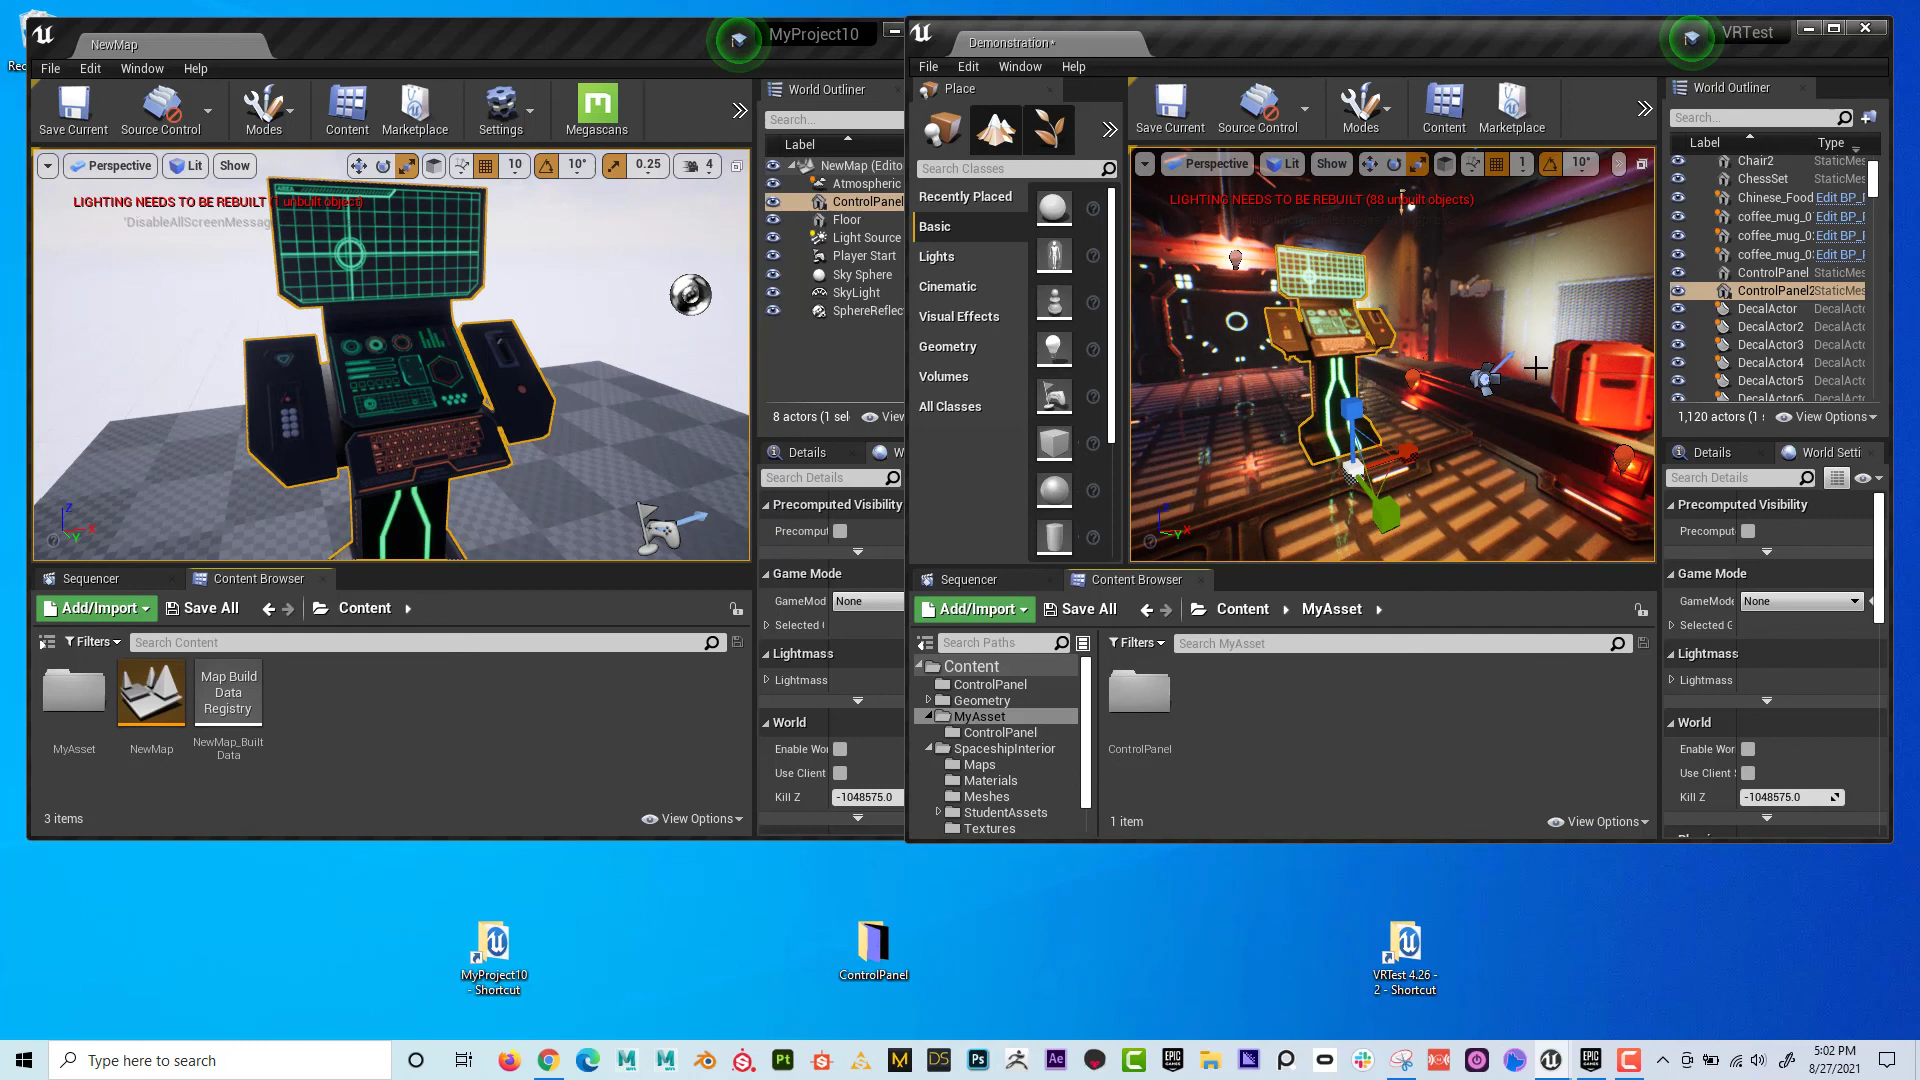 NewMap
MyProject10
File Edit Window Help
Save Current
Source Control
Modes
Content
Marketplace
Settings
Megascans
World Outliner
Search...
Label
Perspective
Lit
Show
10
10°
0.25
4
LIGHTING NEEDS TO BE REBUILT (1 unbuilt object)
'DisableAllScreenMessag
AREA
NewMap (Edito
Atmospheric
ControlPanel
Floor
Light Source
Player Start
Sky Sphere
SkyLight
SphereReflec
8 actors (1 sel
View
Details
W
Search Details
Precomputed Visibility
Precomput
Game Mode
GameMod
None
Selected (
Lightmass
Lightmass
World
Enable Wor
Use Client
Kill Z
-1048575.0
Sequencer
Content Browser
Add/Import
Save All
Content
Filters
Search Content
Map Build Data Registry
MyAsset
NewMap
NewMap_Built
Data
3 items
View Options
Demonstration*
VRTest
File Edit Window Help
Place
Search Classes
Recently Placed
Basic
Lights
Cinematic
Visual Effects
Geometry
Volumes
All Classes
Save Current
Source Control
Modes
Content
Marketplace
Perspective
Lit
Show
1
10°
LIGHTING NEEDS TO BE REBUILT (88 unbuilt objects)
World Outliner
Search...
Label
Type
Chair2 StaticMes
ChessSet StaticMes
Chinese_Food Edit BP_F
coffee_mug_0 Edit BP_F
coffee_mug_0 Edit BP_F
coffee_mug_0 Edit BP_F
ControlPanel StaticMes
ControlPanel2 StaticMes
DecalActor DecalActo
DecalActor2 DecalActo
DecalActor3 DecalActo
DecalActor4 DecalActo
DecalActor5 DecalActo
DecalActor6 DecalActo
1,120 actors (1 s
View Options
Details
World Setti
Search Details
Precomputed Visibility
Precomput
Game Mode
GameMode
None
Selected G
Lightmass
Lightmass
World
Enable Wor
Use Client S
Kill Z
-1048575.0
Sequencer
Content Browser
Add/Import
Save All
Content
MyAsset
Search Paths
Filters
Search MyAsset
Content
ControlPanel
Geometry
MyAsset
ControlPanel
SpaceshipInterior
Maps
Materials
Meshes
StudentAssets
Textures
ControlPanel
1 item
View Options
MyProject10
- Shortcut
ControlPanel
VRTest 4.26 -
2 - Shortcut
Type here to search
5:02 PM
8/27/2021